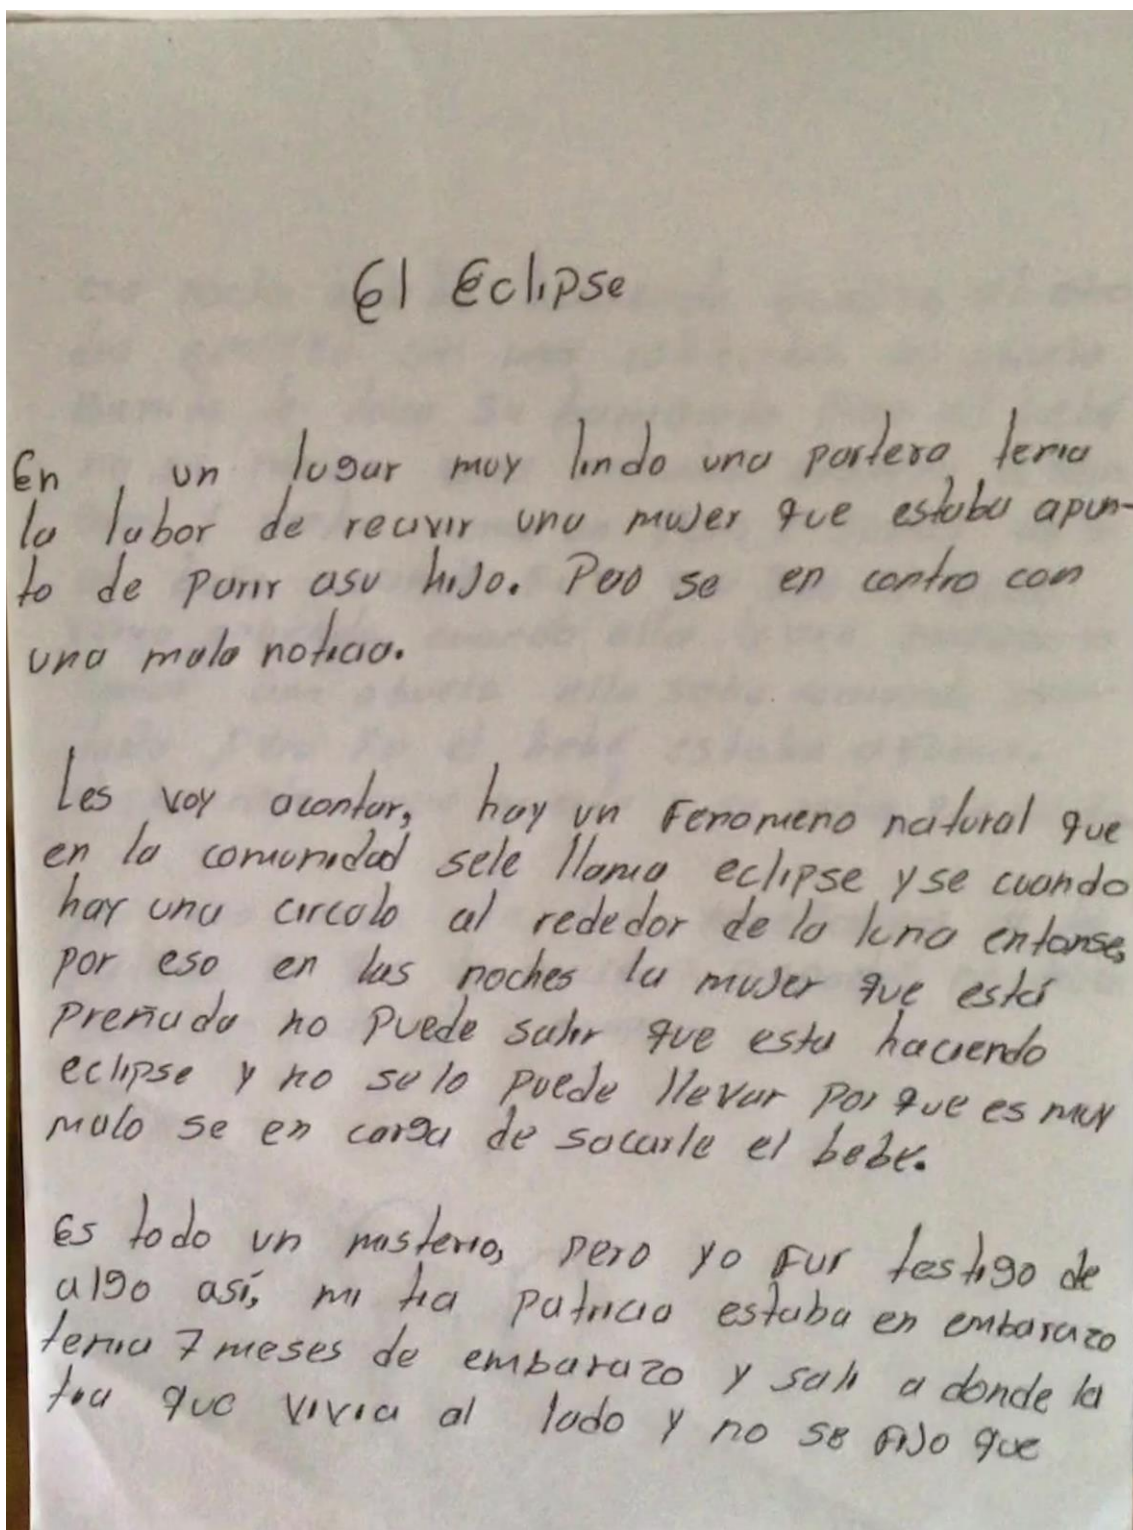 El Eclipse
En un lugar muy lindo una partera tenia
la labor de recivir una mujer que estaba apun-
to de parir asu hijo. Pero se en contro con
una mala noticia.
Les voy acontar, hay un Fenomeno natural que
en la comunidad sele llama eclipse y se cuando
hay una circulo al rededor de la luna entonse,
por eso en las noches la mujer que está
preñada no puede salir que esta haciendo
eclipse y no se lo puede llevar por que es muy
malo se en carga de sacarle el bebe.
Es todo un misterio, pero yo Fui testigo de
algo así, mi tia Patricia estaba en embarazo
tenia 7 meses de embarazo y sali a donde la
tia que vivia al lado y no se fijo que